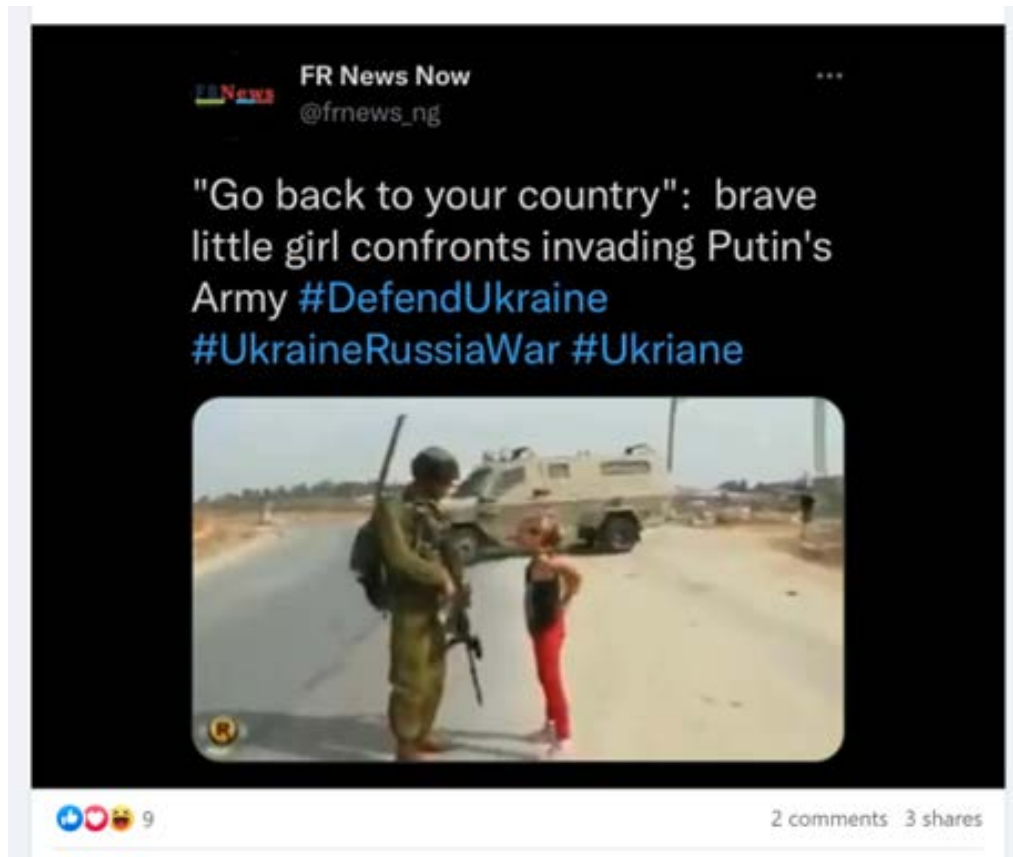 FRNews
FR News Now
@frnews_ng
"Go back to your country": brave
little girl confronts invading Putin's
Army #DefendUkraine
#UkraineRussiaWar #Ukriane
R
9
2 comments 3 shares